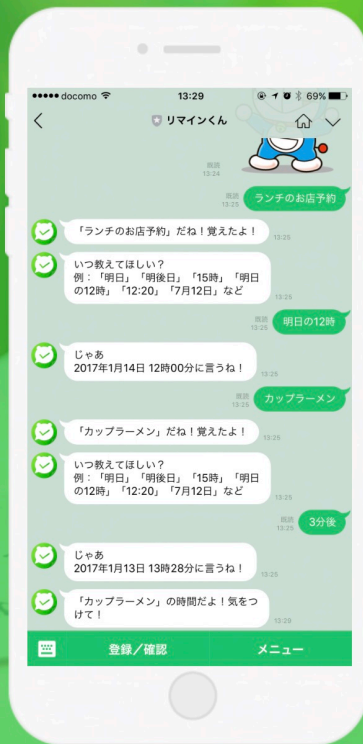 docomo
13:29
69%
リマインくん
既読
13:24
既読
13:25
ランチのお店予約
「ランチのお店予約」だね！覚えたよ！
13:25
いつ教えてほしい？
例：「明日」「明後日」「15時」「明日
の12時」「12:20」「7月12日」など
13:25
既読
13:25
明日の12時
じゃあ
2017年1月14日 12時00分に言うね！
13:25
既読
13:25
カップラーメン
「カップラーメン」だね！覚えたよ！
13:25
いつ教えてほしい？
例：「明日」「明後日」「15時」「明日
の12時」「12:20」「7月12日」など
13:25
既読
13:25
3分後
じゃあ
2017年1月13日 13時28分に言うね！
13:25
「カップラーメン」の時間だよ！気をつ
けて！
13:28
登録／確認
メニュー